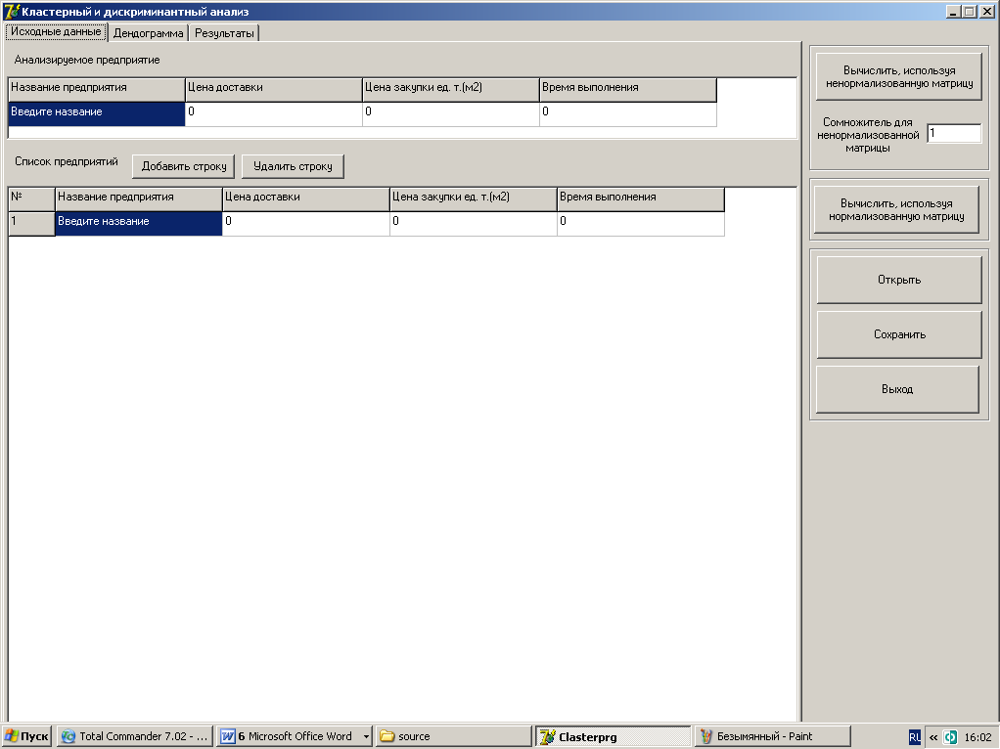 Кластерный и дискриминантный анализ
Исходные данные
Дендограмма
Результаты
Анализируемое предприятие
Название предприятия
Цена доставки
Цена закупки ед. т.(м2)
Время выполнения
Введите название
0
0
0
Список предприятий
Добавить строку
Удалить строку
№
Название предприятия
Цена доставки
Цена закупки ед. т.(м2)
Время выполнения
1
Введите название
0
0
0
Вычислить, используя
ненормализованную матрицу
Сомножитель для
ненормализованной
матрицы
1
Вычислить, используя
нормализованную матрицу
Открыть
Сохранить
Выход
Пуск
Total Commander 7.02 - ...
6 Microsoft Office Word
source
Clasterprg
Безымянный - Paint
RL
«
16:02